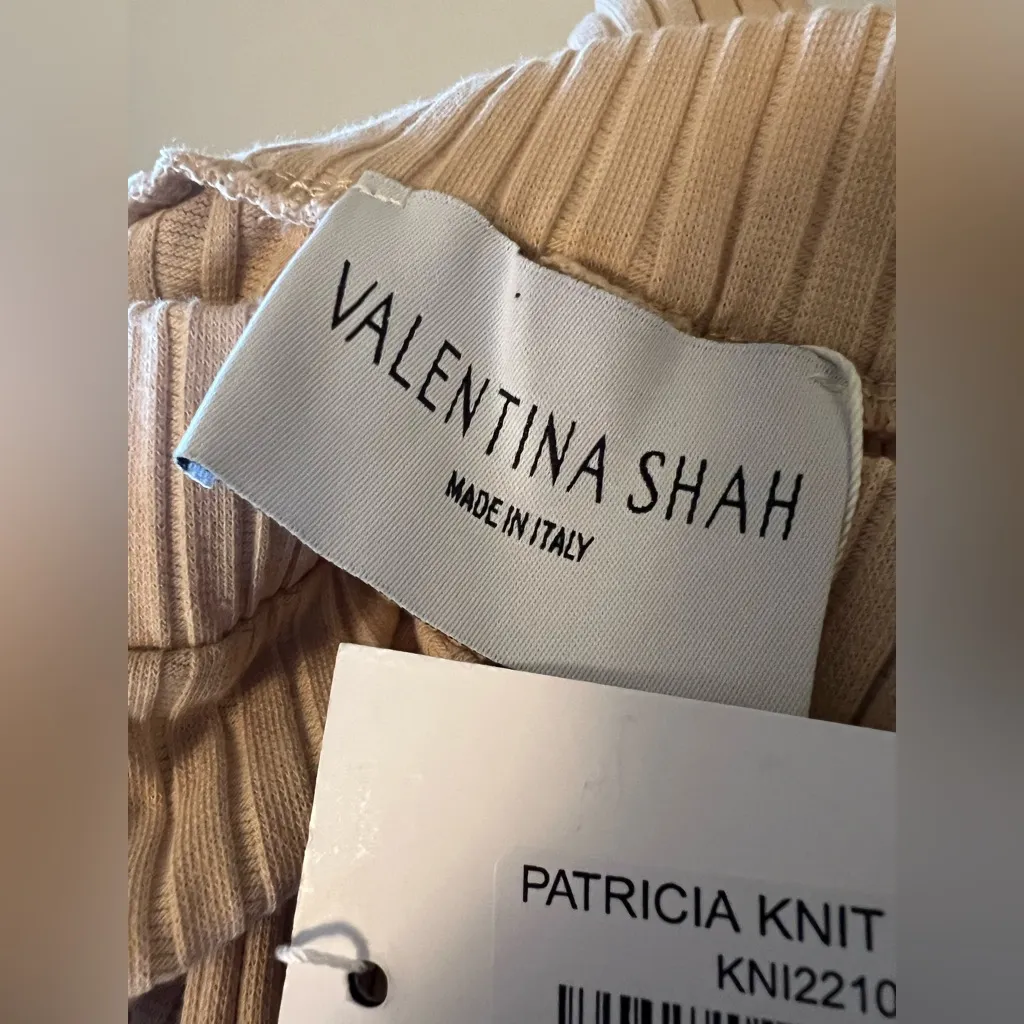 VALENTINA SHAH
MADE IN ITALY
PATRICIA KNIT
KNI2210